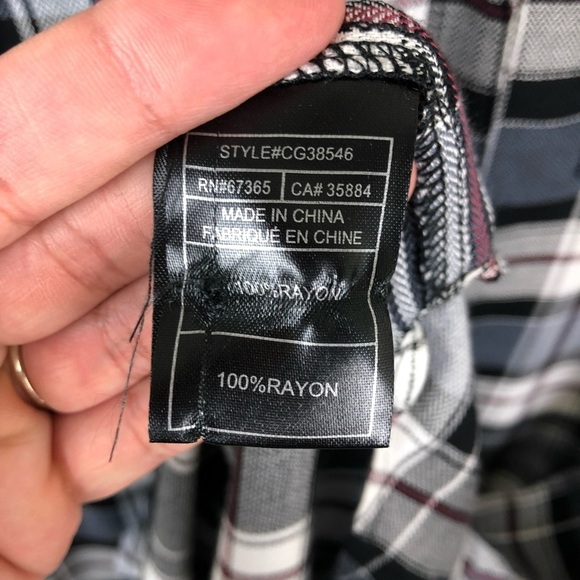 STYLE#CG38546
RN#67365 CA# 35884
MADE IN CHINA
FABRIQUÉ EN CHINE
100%RAYON
100%RAYON